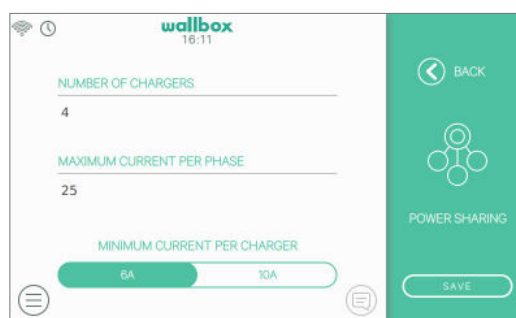 wallbox
16:11
NUMBER OF CHARGERS
4
MAXIMUM CURRENT PER PHASE
25
MINIMUM CURRENT PER CHARGER
6A 10A
BACK
POWER SHARING
SAVE